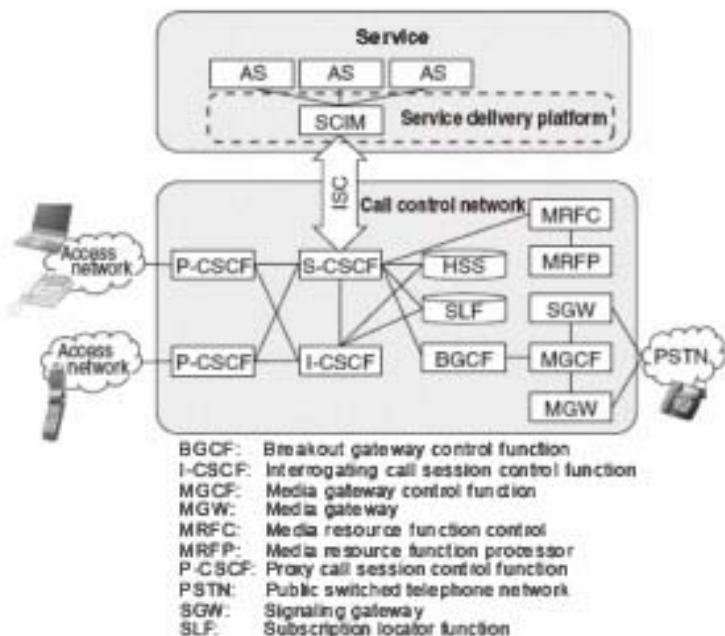 Service
AS AS AS
SCIM Service delivery platform
ISC
Call control network
MRFC
Access network
P-CSCF S-CSCF HSS MRFP
SLF SGW
Access network
P-CSCF I-CSCF BGCF MGCF PSTN
MGW
BGCF: Breakout gateway control function
I-CSCF: Interrogating call session control function
MGCF: Media gateway control function
MGW: Media gateway
MRFC: Media resource function control
MRFP: Media resource function processor
P-CSCF: Proxy call session control function
PSTN: Public switched telephone network
SGW: Signaling gateway
SLF: Subscription locator function